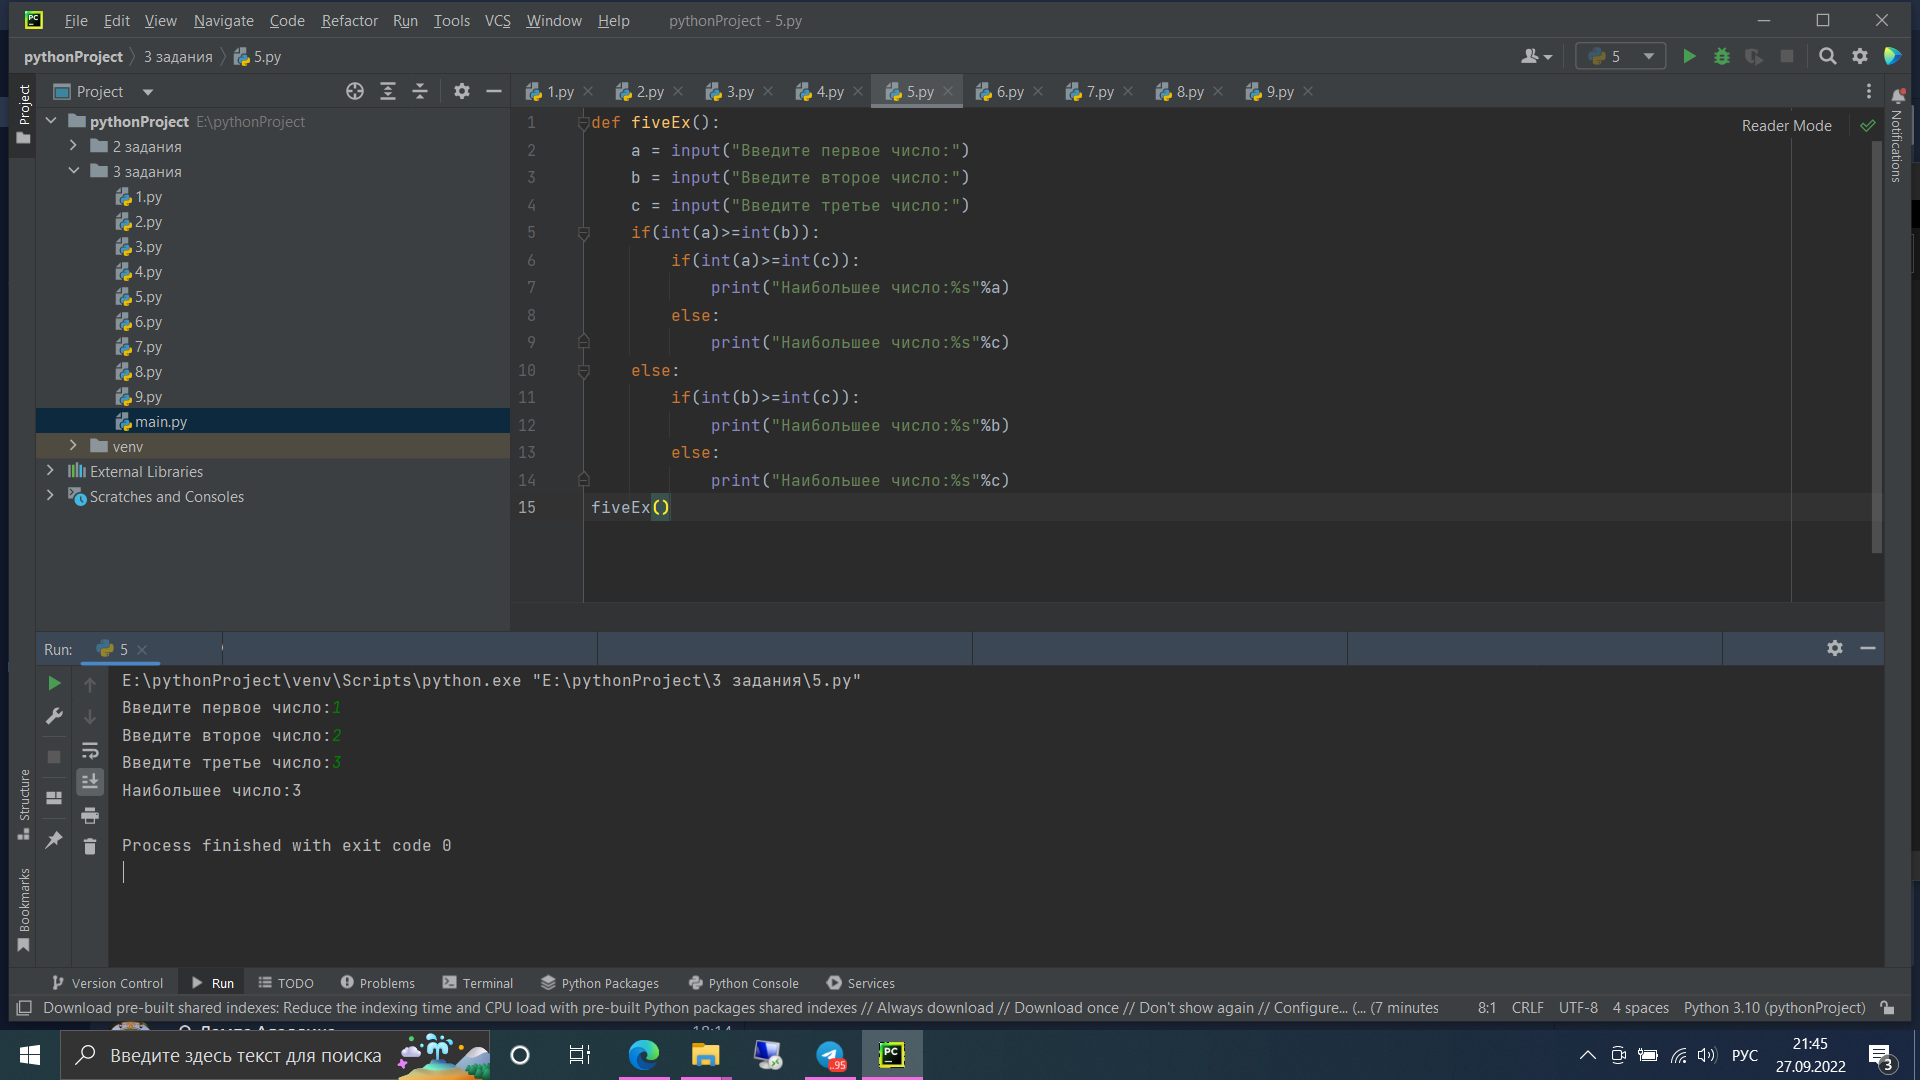 PC File Edit View Navigate Code Refactor Run Tools VCS Window Help pythonProject - 5.py
pythonProject 3 задания 5.py
5
Project
1.py 2.py 3.py 4.py 5.py 6.py 7.py 8.py 9.py
pythonProject E:\pythonProject
2 задания
3 задания
1.py
2.py
3.py
4.py
5.py
6.py
7.py
8.py
9.py
main.py
venv
External Libraries
Scratches and Consoles
Project
Structure
Bookmarks
Notifications
Reader Mode
1 def fiveEx():
2 a = input("Введите первое число:")
3 b = input("Введите второе число:")
4 c = input("Введите третье число:")
5 if(int(a)>=int(b)):
6 if(int(a)>=int(c)):
7 print("Наибольшее число:%s"%a)
8 else:
9 print("Наибольшее число:%s"%c)
10 else:
11 if(int(b)>=int(c)):
12 print("Наибольшее число:%s"%b)
13 else:
14 print("Наибольшее число:%s"%c)
15 fiveEx()
Run: 5
E:\pythonProject\venv\Scripts\python.exe "E:\pythonProject\3 задания\5.py"
Введите первое число:1
Введите второе число:2
Введите третье число:3
Наибольшее число:3
Process finished with exit code 0
Version Control Run TODO Problems Terminal Python Packages Python Console Services
Download pre-built shared indexes: Reduce the indexing time and CPU load with pre-built Python packages shared indexes // Always download // Download once // Don't show again // Configure... (... (7 minutes 8:1 CRLF UTF-8 4 spaces Python 3.10 (pythonProject)
Введите здесь текст для поиска
..95
PC
РУС
21:45
27.09.2022
3